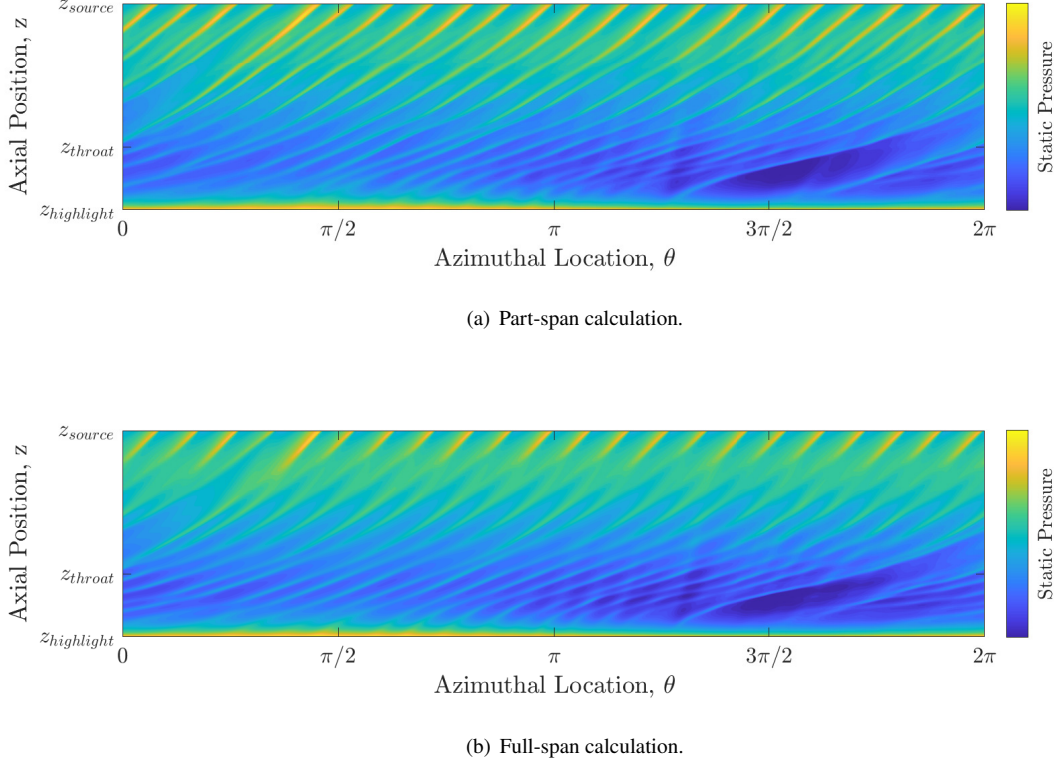 z_source
z_throat
z_highlight
Axial Position, z
0 π/2 π 3π/2 2π
Azimuthal Location, θ
Static Pressure
(a) Part-span calculation.
z_source
z_throat
z_highlight
Axial Position, z
0 π/2 π 3π/2 2π
Azimuthal Location, θ
Static Pressure
(b) Full-span calculation.